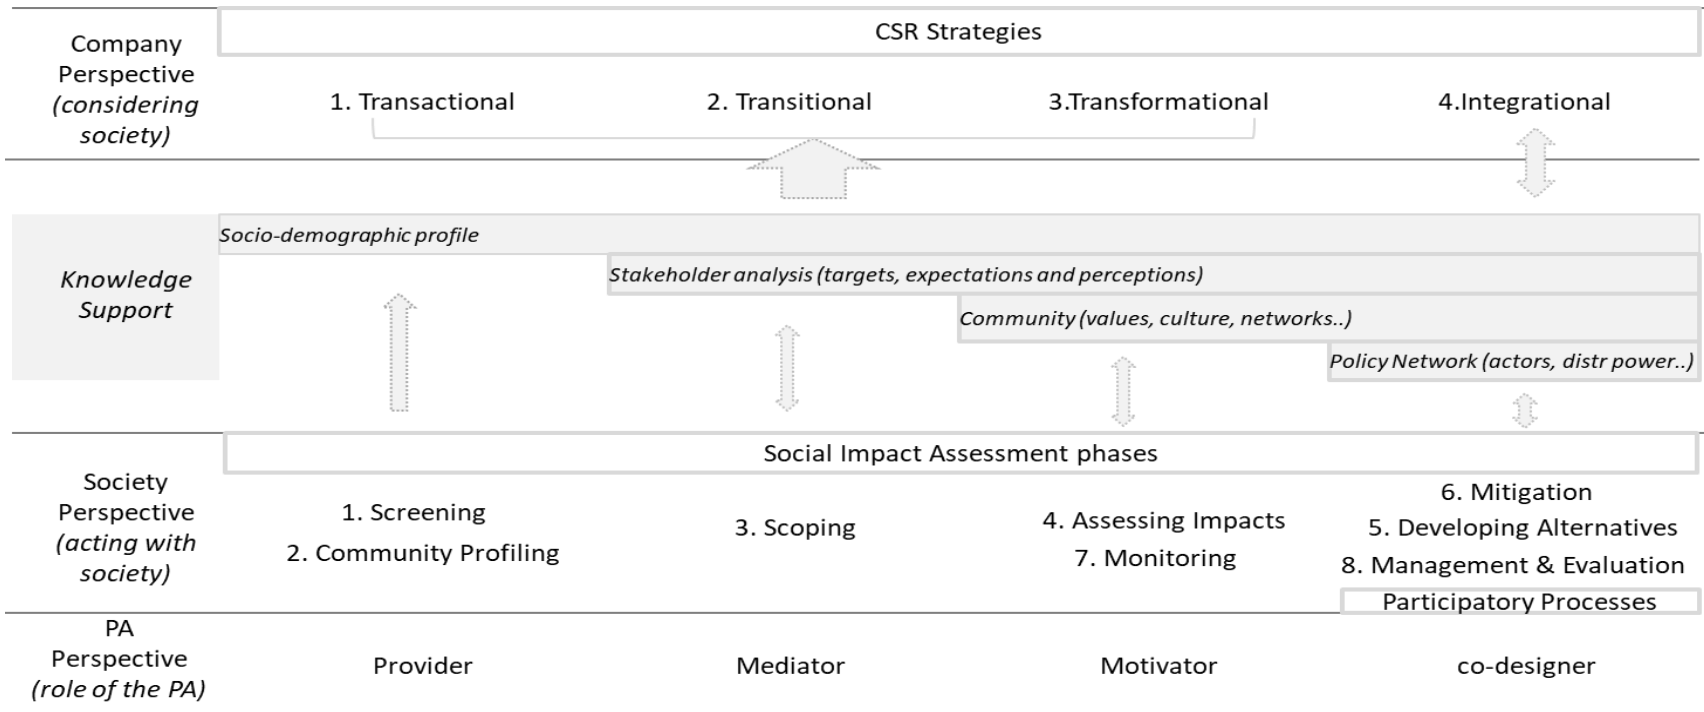 CSR Strategies
Company
Perspective
(considering
society)
1. Transactional
2. Transitional
3.Transformational
4.Integrational
Knowledge
Support
Socio-demographic profile
Stakeholder analysis (targets, expectations and perceptions)
Community (values, culture, networks..)
Policy Network (actors, distr power..)
Social Impact Assessment phases
Society
Perspective
(acting with
society)
1. Screening
2. Community Profiling
3. Scoping
4. Assessing Impacts
7. Monitoring
6. Mitigation
5. Developing Alternatives
8. Management & Evaluation
Participatory Processes
PA
Perspective
(role of the PA)
Provider
Mediator
Motivator
co-designer